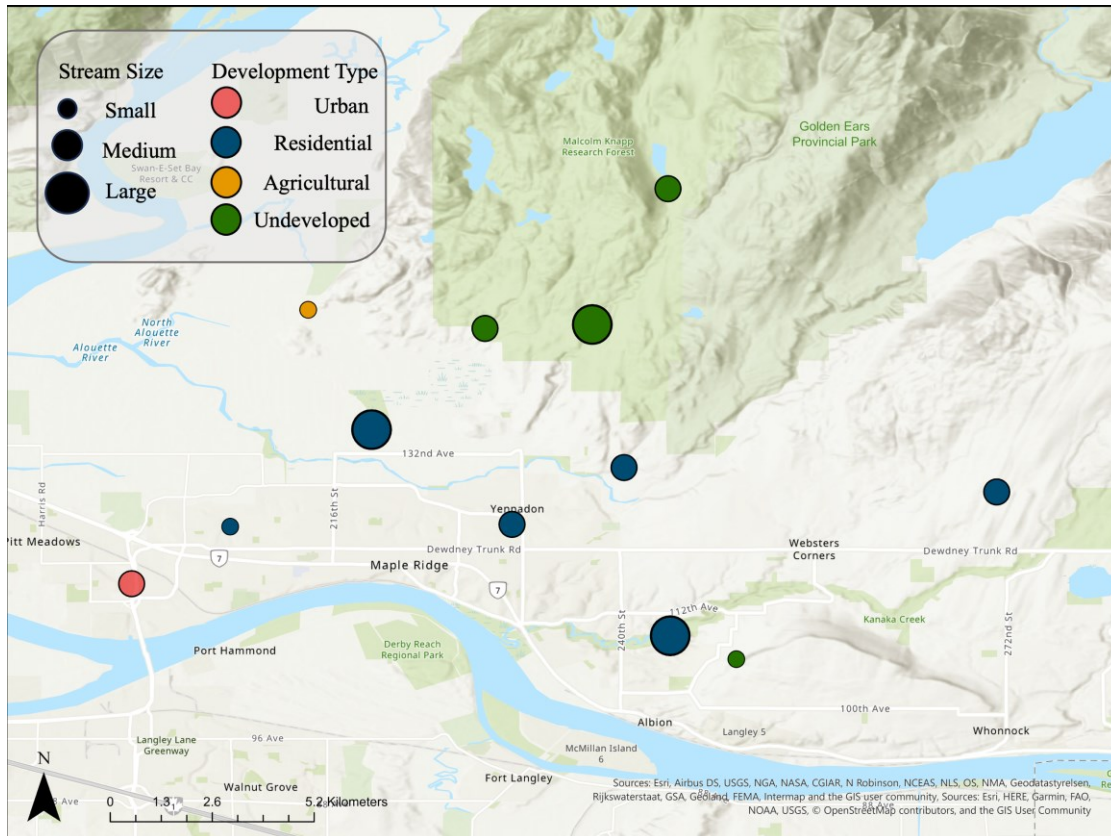 Stream Size
Development Type
Small
Urban
Medium
Residential
Large
Agricultural
Undeveloped
Swan-E-Set Bay
Resort & CC
Malcolm Knapp
Research Forest
Golden Ears
Provincial Park
North
Alouette
River
Alouette
River
132nd Ave
Harris Rd
216th St
Yennadon
Pitt Meadows
7
Dewdney Trunk Rd
Websters
Corners
Dewdney Trunk Rd
Maple Ridge
7
240th St
112th Ave
Kanaka Creek
272nd St
Derby Reach
Regional Park
Port Hammond
100th Ave
Albion
Langley 5
Whonnock
Langley Lane
Greenway
96 Ave
McMillan Island
6
Fort Langley
N
Walnut Grove
0 1.3 2.6 5.2 Kilometers
1
88 Ave
Sources: Esri, Airbus DS, USGS, NGA, NASA, CGIAR, N Robinson, NCEAS, NLS, OS, NMA, Geodatastyrelsen,
Rijkswaterstaat, GSA, Geoland, FEMA, Intermap and the GIS user community, Sources: Esri, HERE, Garmin, FAO,
NOAA, USGS, © OpenStreetMap contributors, and the GIS User Community